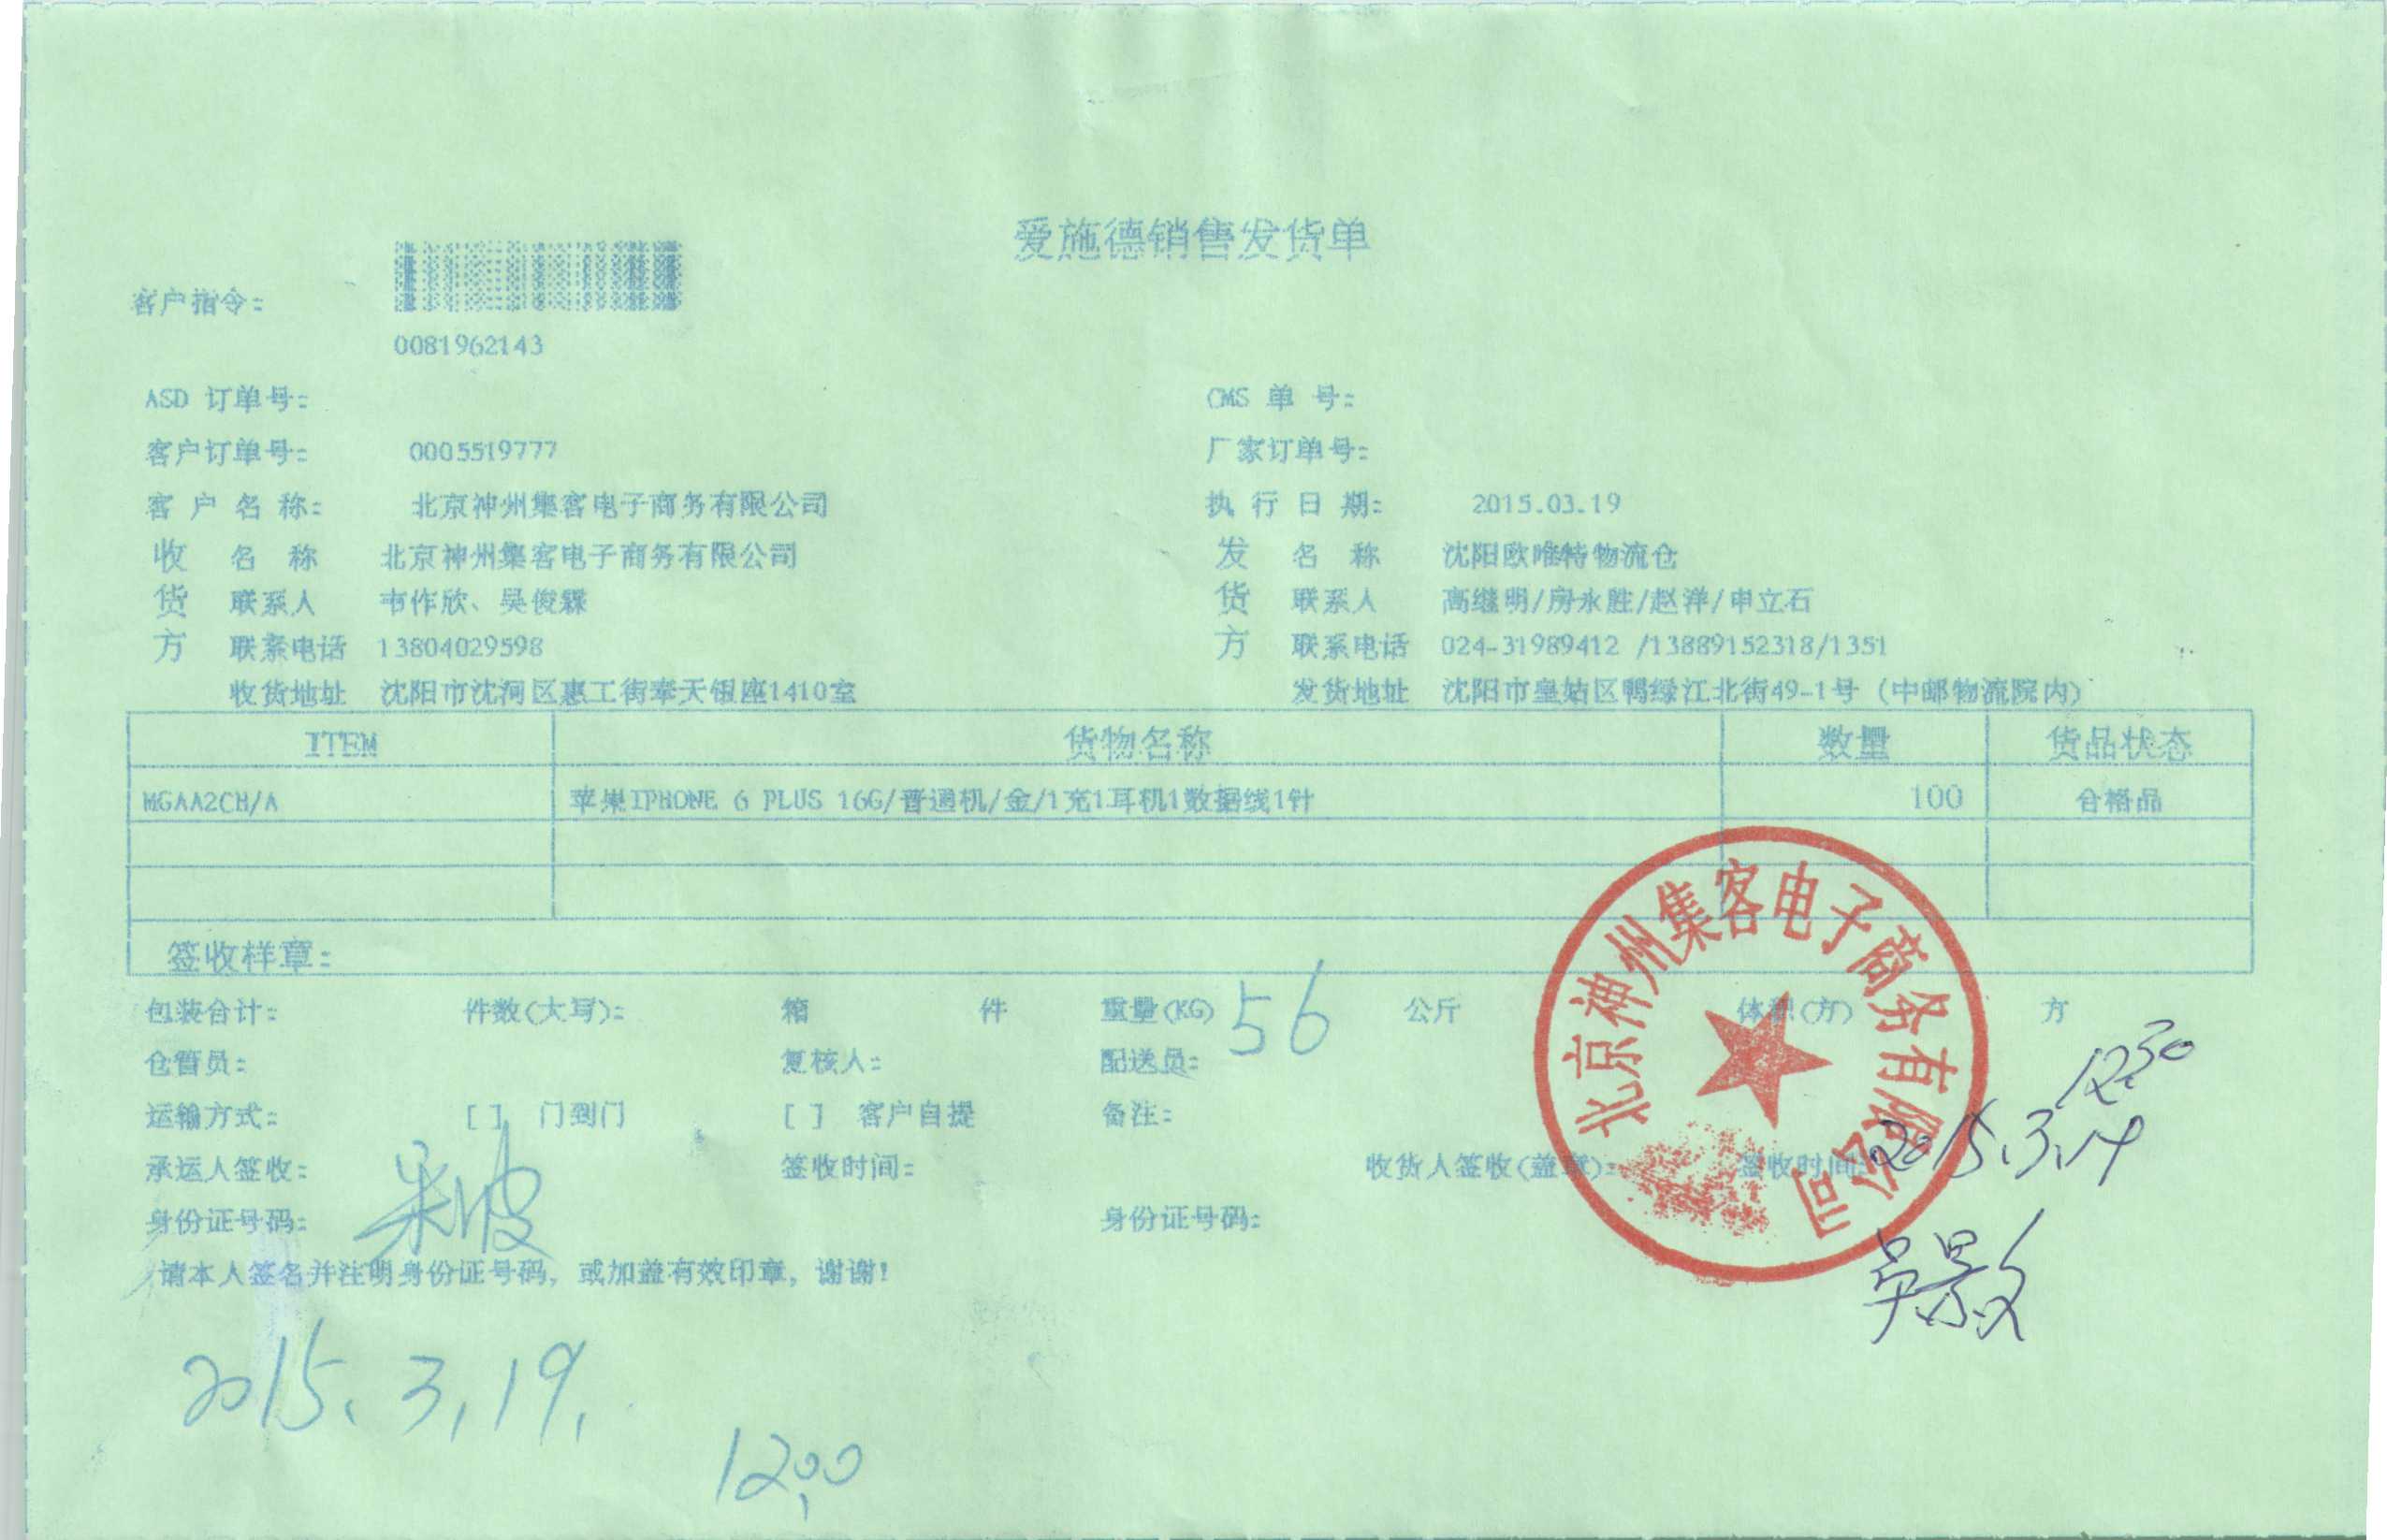 爱施德销售发货单
客户指令:
0081962143
ASD 订单号: CMS 单 号:
客户订单号: 0005519777 厂家订单号:
客 户 名 称: 北京神州集客电子商务有限公司 执 行 日 期: 2015.03.19
收 名 称 北京神州集客电子商务有限公司 发 名 称 沈阳欧唯特物流仓
货 联系人 韦作欣、吴俊霖 货 联系人 高继明/房永胜/赵洋/申立石
方 联系电话 13804029598 方 联系电话 024-31989412 /13889152318/1351
收货地址 沈阳市沈河区惠工街奉天银座1410室 发货地址 沈阳市皇姑区鸭绿江北街49-1号 (中邮物流院内)
ITEM 货物名称 数量 货品状态
MGAA2CH/A 苹果IPHONE 6 PLUS 16G/普通机/金/1充1耳机1数据线1针 100 合格品
签收样章:
包装合计: 件数(大写): 箱 件 重量(KG) 56 公斤 体积(方) 方
仓管员: 复核人: 配送员:
12:30
运输方式: [ ] 门到门 [ ] 客户自提 备注:
承运人签收: 签收时间: 收货人签收(盖章): 签收时间: 2015.3.19
身份证号码: 身份证号码:
请本人签名并注明身份证号码, 或加盖有效印章, 谢谢!
北京神州集客电子商务有限公司
2015.3.19.
12:00